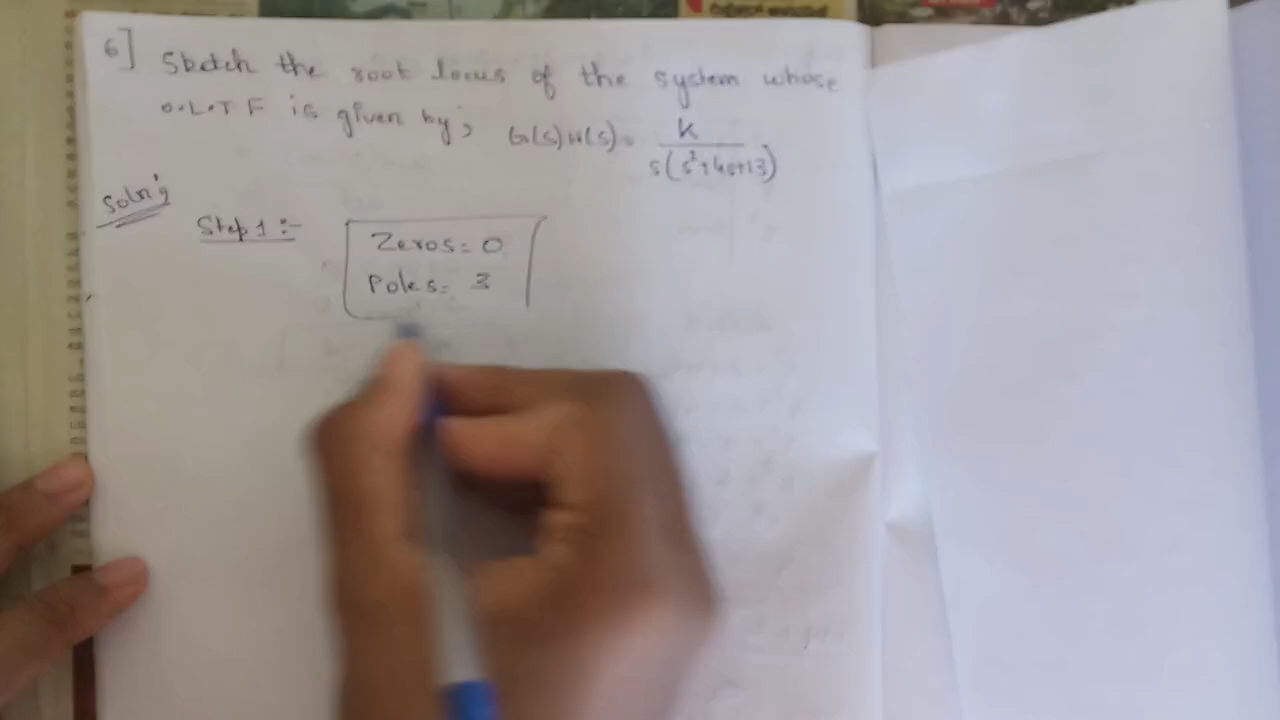 6] Sketch the root locus of the system whose
O.L.T F is given by; G(s)H(s)= K / s(s²+4s+13)
Soln;
Step 1:-
Zeros= 0
Poles= 3